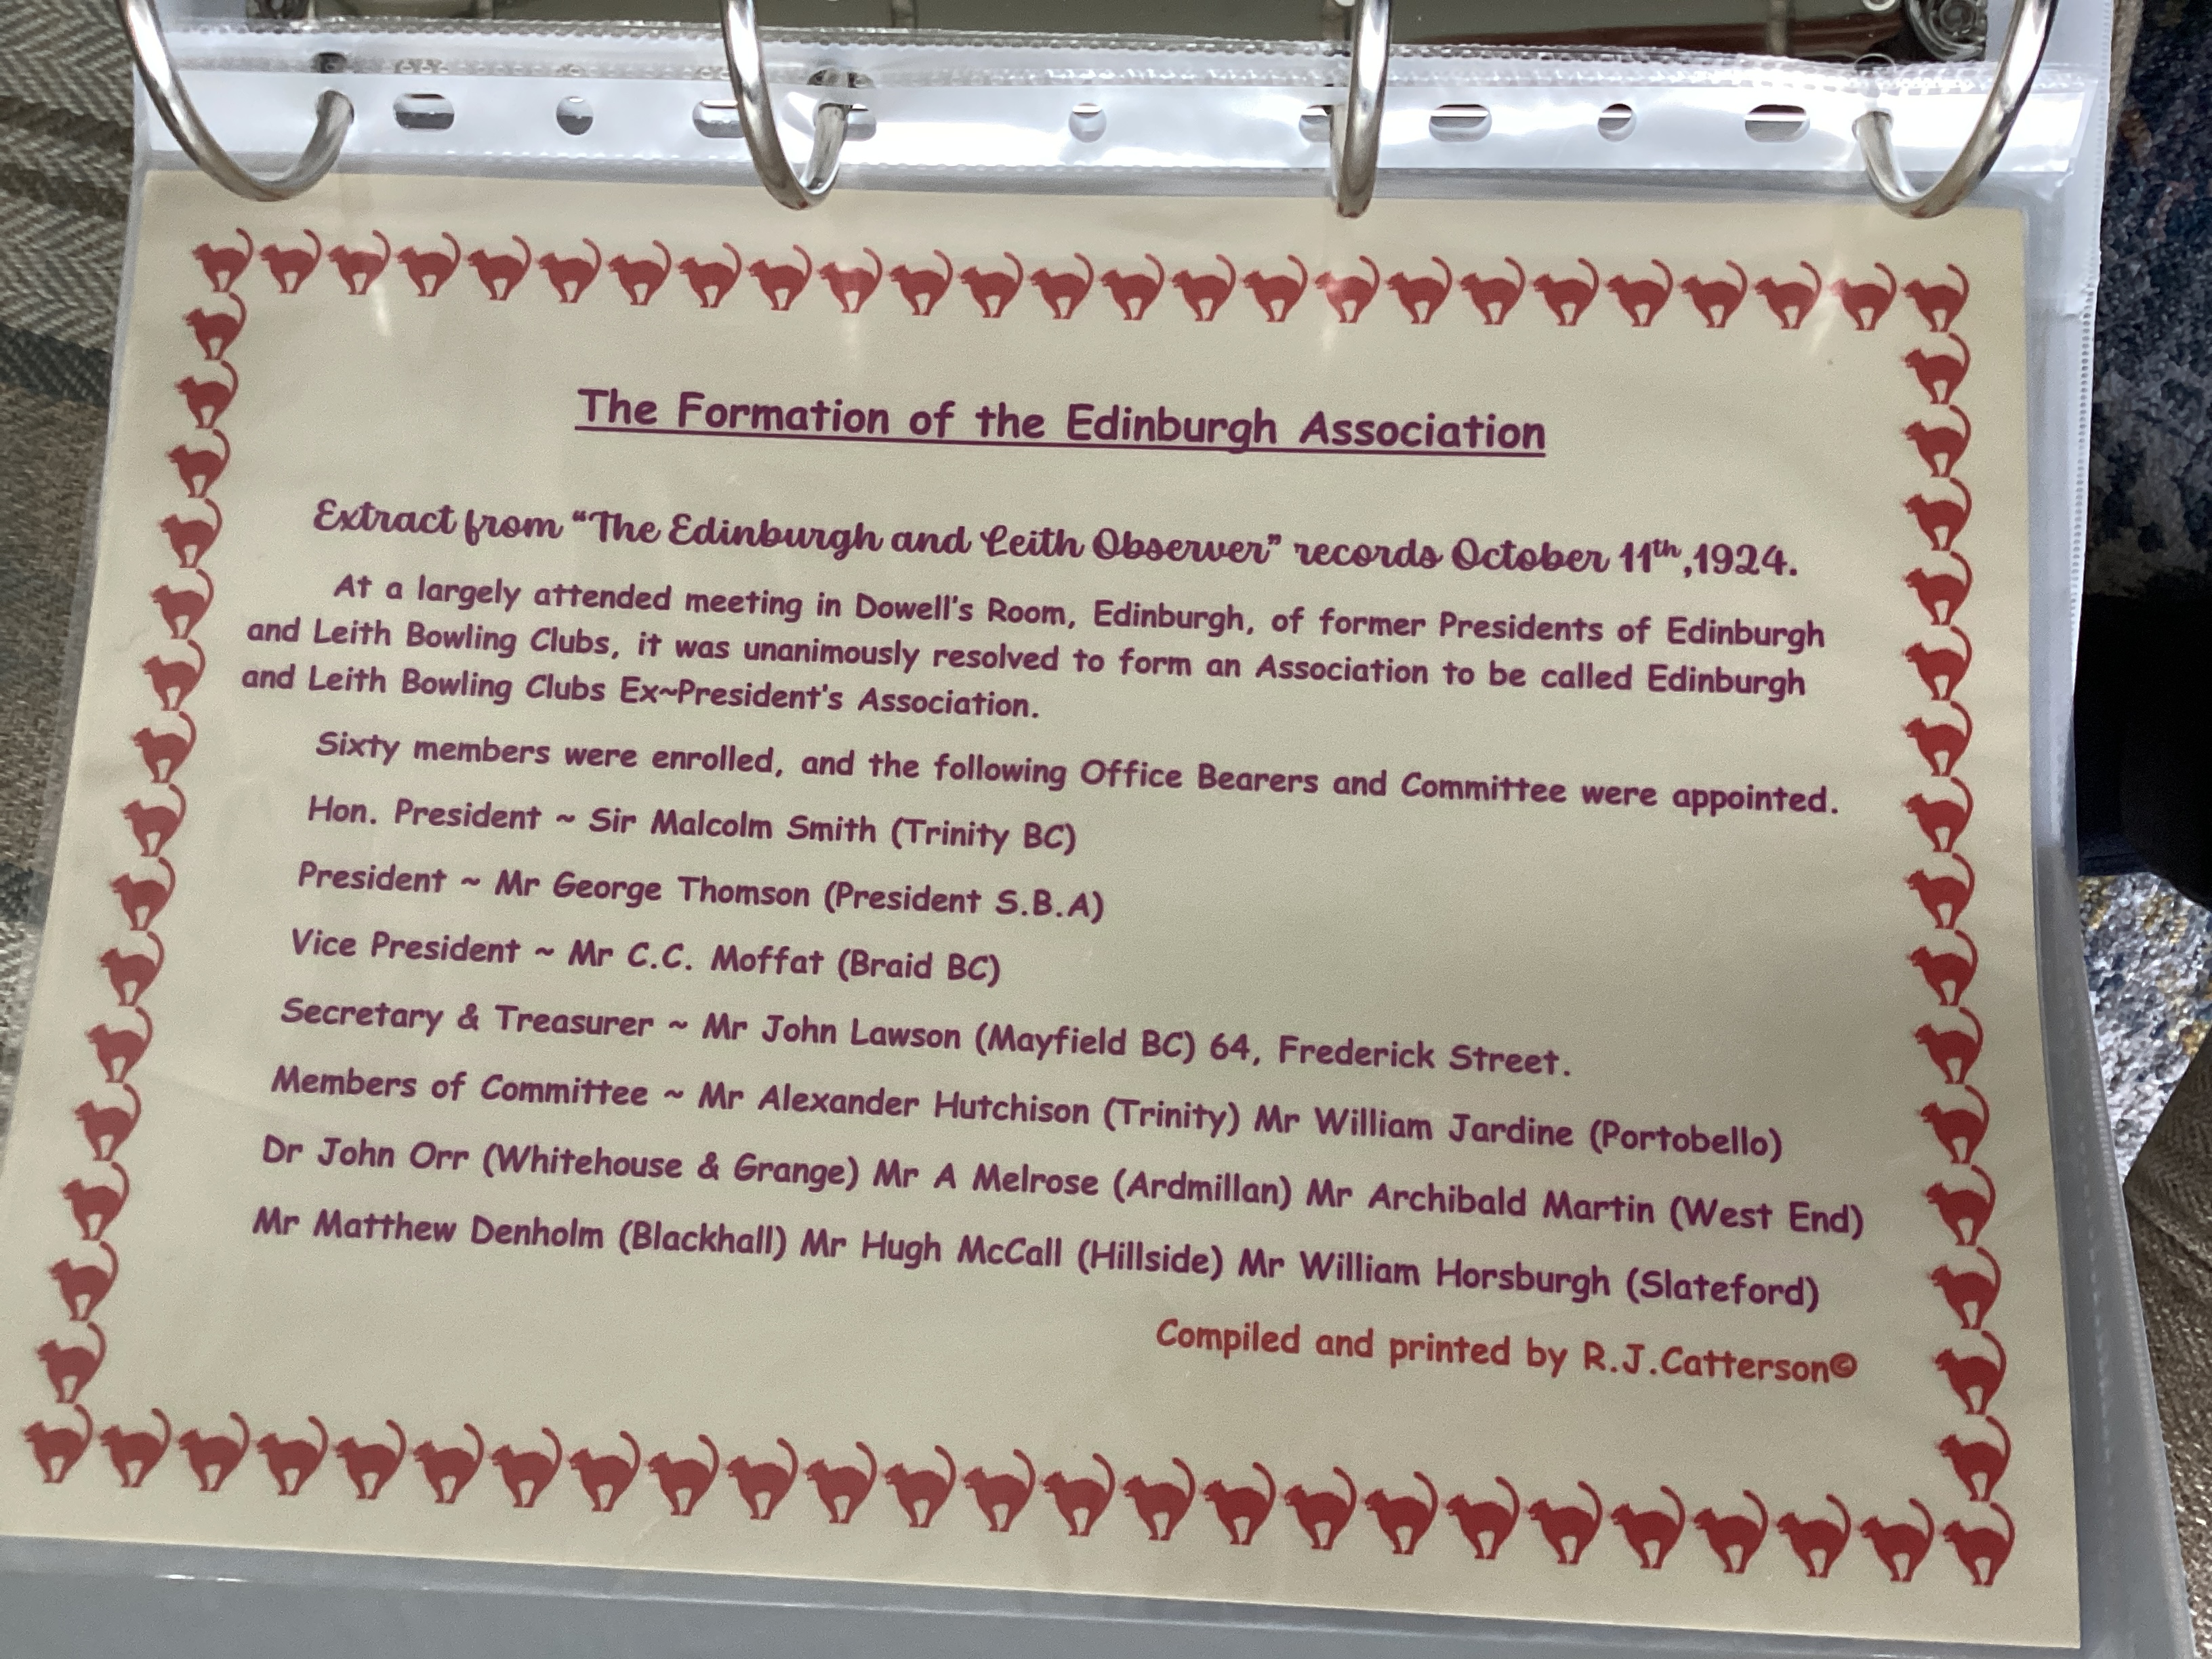 The Formation of the Edinburgh Association
Extract from “The Edinburgh and Leith Observer” records October 11th,1924.
At a largely attended meeting in Dowell's Room, Edinburgh, of former Presidents of Edinburgh
and Leith Bowling Clubs, it was unanimously resolved to form an Association to be called Edinburgh
and Leith Bowling Clubs Ex~President's Association.
Sixty members were enrolled, and the following Office Bearers and Committee were appointed.
Hon. President ~ Sir Malcolm Smith (Trinity BC)
President ~ Mr George Thomson (President S.B.A)
Vice President ~ Mr C.C. Moffat (Braid BC)
Secretary & Treasurer ~ Mr John Lawson (Mayfield BC) 64, Frederick Street.
Members of Committee ~ Mr Alexander Hutchison (Trinity) Mr William Jardine (Portobello)
Dr John Orr (Whitehouse & Grange) Mr A Melrose (Ardmillan) Mr Archibald Martin (West End)
Mr Matthew Denholm (Blackhall) Mr Hugh McCall (Hillside) Mr William Horsburgh (Slateford)
Compiled and printed by R.J.Catterson©